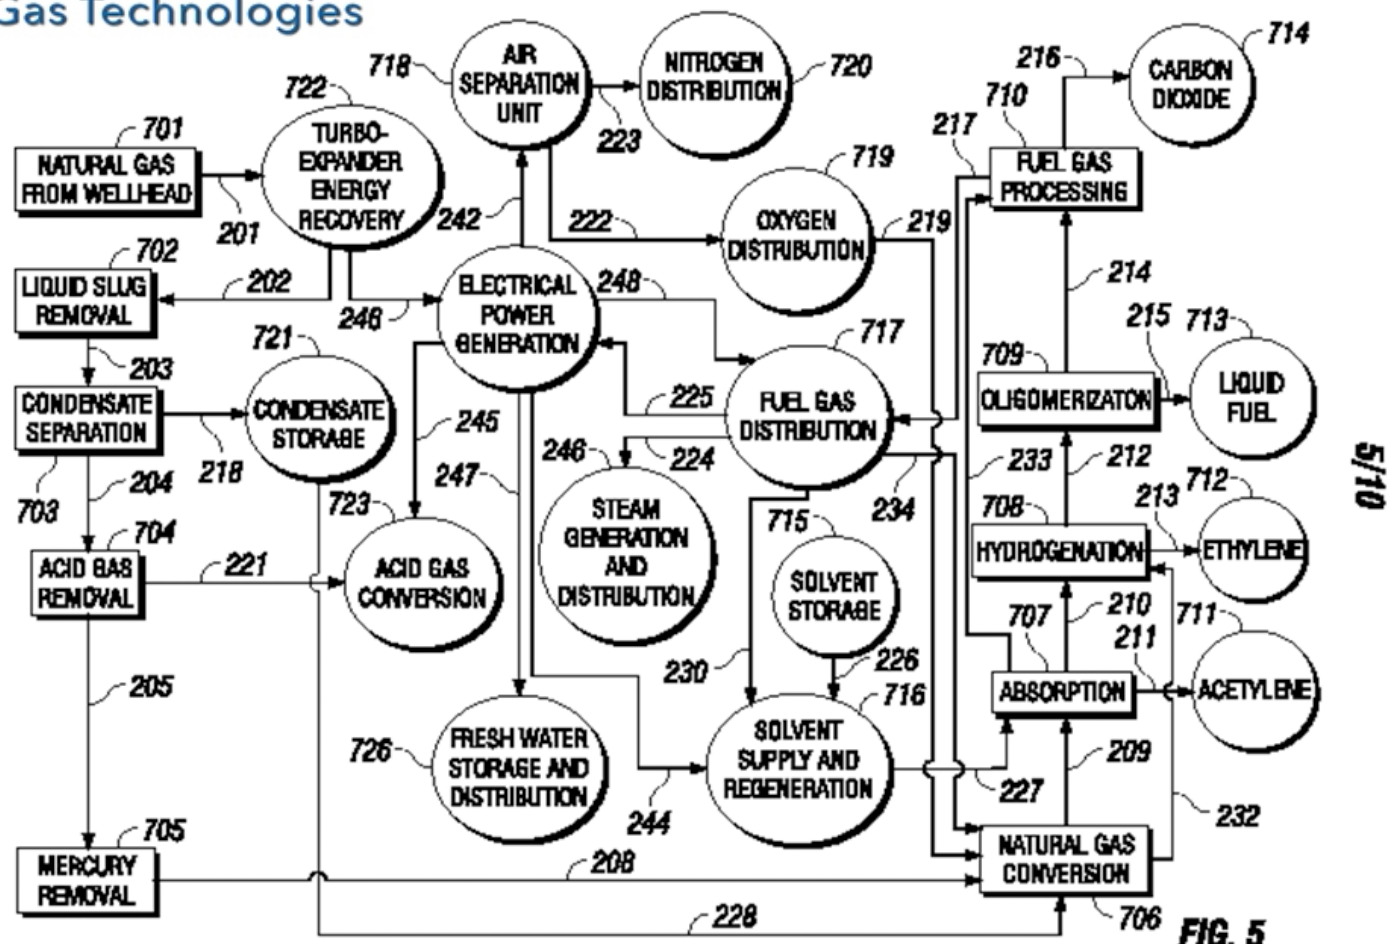 Gas Technologies
718
AIR
SEPARATION
UNIT
NITROGEN
DISTRIBUTION
720
223
216
CARBON
DIOXIDE
714
722
TURBO-
EXPANDER
ENERGY
RECOVERY
701
NATURAL GAS
FROM WELLHEAD
201
710
217
FUEL GAS
PROCESSING
719
OXYGEN
DISTRIBUTION
219
242
222
702
LIQUID SLUG
REMOVAL
202
246
ELECTRICAL
POWER
GENERATION
248
214
203
721
CONDENSATE
SEPARATION
703
218
CONDENSATE
STORAGE
717
FUEL GAS
DISTRIBUTION
225
224
709
OLIGOMERIZATON
215
713
LIQUID
FUEL
204
245
247
246
STEAM
GENERATION
AND
DISTRIBUTION
234
233
212
5/10
704
ACID GAS
REMOVAL
221
723
ACID GAS
CONVERSION
715
SOLVENT
STORAGE
708
HYDROGENATION
213
712
ETHYLENE
205
230
226
707
210
211
711
ABSORPTION
ACETYLENE
726
FRESH WATER
STORAGE AND
DISTRIBUTION
244
716
SOLVENT
SUPPLY AND
REGENERATION
227
209
232
705
MERCURY
REMOVAL
208
NATURAL GAS
CONVERSION
706
228
FIG. 5